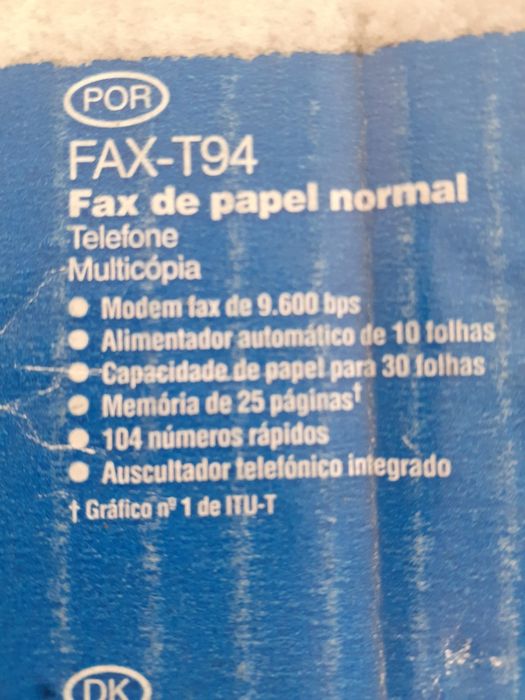 POR
FAX-T94
Fax de papel normal
Telefone
Multicópia
• Modem fax de 9.600 bps
• Alimentador automático de 10 folhas
• Capacidade de papel para 30 folhas
• Memória de 25 páginas†
• 104 números rápidos
• Auscultador telefónico integrado
† Gráfico nº 1 de ITU-T
DK